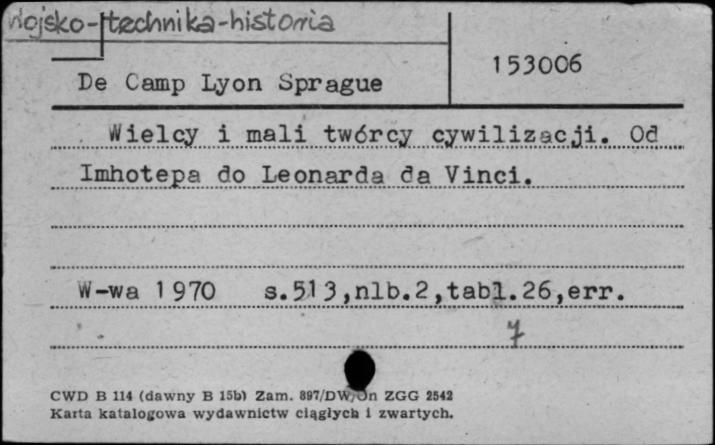 Wojsko-technika-historia
De Camp Lyon Sprague
153006
Wielcy i mali twórcy cywilizacji. Od
Imhotepa do Leonarda da Vinci.
W-wa 1970 s.513,nlb.2,tabl.26,err.
7
CWD B 114 (dawny B 15b) Zam. 897/DW/On ZGG 2542
Karta katalogowa wydawnictw ciągłych i zwartych.